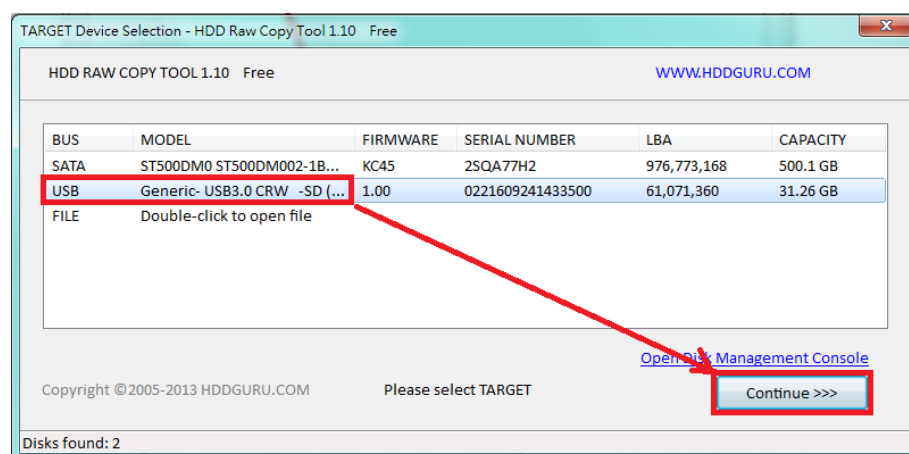 TARGET Device Selection - HDD Raw Copy Tool 1.10 Free
HDD RAW COPY TOOL 1.10 Free WWW.HDDGURU.COM
BUS MODEL FIRMWARE SERIAL NUMBER LBA CAPACITY
SATA ST500DM0 ST500DM002-1B... KC45 2SQA77H2 976,773,168 500.1 GB
USB Generic- USB3.0 CRW -SD (... 1.00 0221609241433500 61,071,360 31.26 GB
FILE Double-click to open file
Open Disk Management Console
Copyright ©2005-2013 HDDGURU.COM Please select TARGET Continue >>>
Disks found: 2